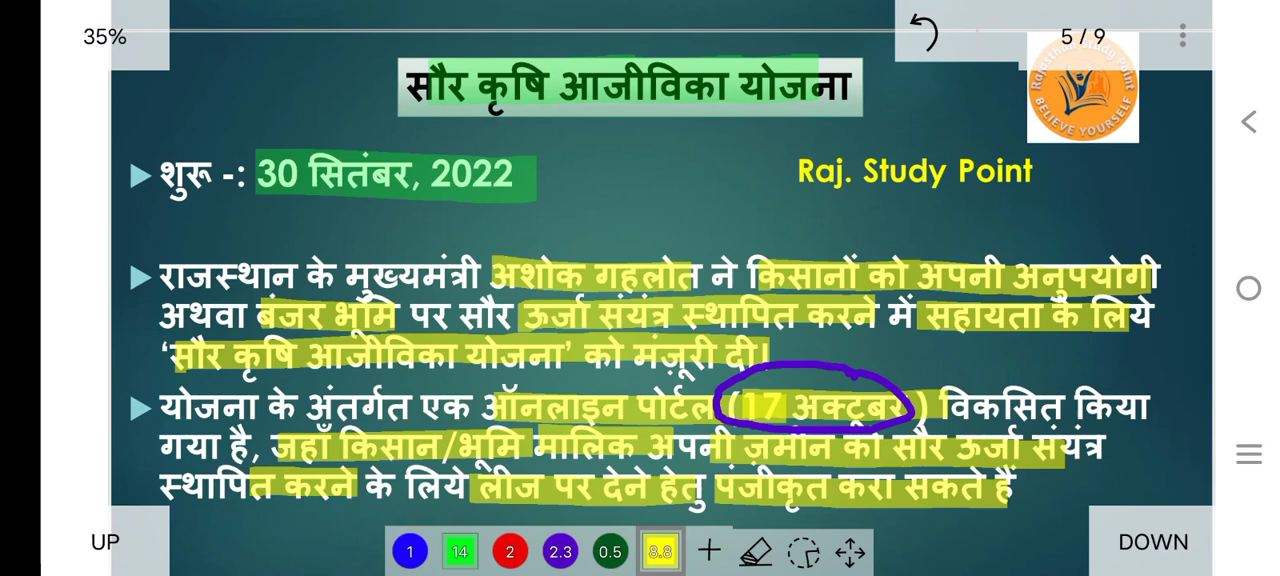 35%
5 / 9
सौर कृषि आजीविका योजना
Rajasthan Study Point
BELIEVE YOURSELF
शुरू -: 30 सितंबर, 2022
Raj. Study Point
राजस्थान के मुख्यमंत्री अशोक गहलोत ने किसानों को अपनी अनुपयोगी
अथवा बंजर भूमि पर सौर ऊर्जा संयंत्र स्थापित करने में सहायता के लिये
‘सौर कृषि आजीविका योजना’ को मंज़ूरी दी।
योजना के अंतर्गत एक ऑनलाइन पोर्टल (17 अक्टूबर ) विकसित किया
गया है, जहाँ किसान/भूमि मालिक अपनी ज़मीन को सौर ऊर्जा संयंत्र
स्थापित करने के लिये लीज पर देने हेतु पंजीकृत करा सकते हैं
UP
1 14 2 2.3 0.5 8.8
DOWN